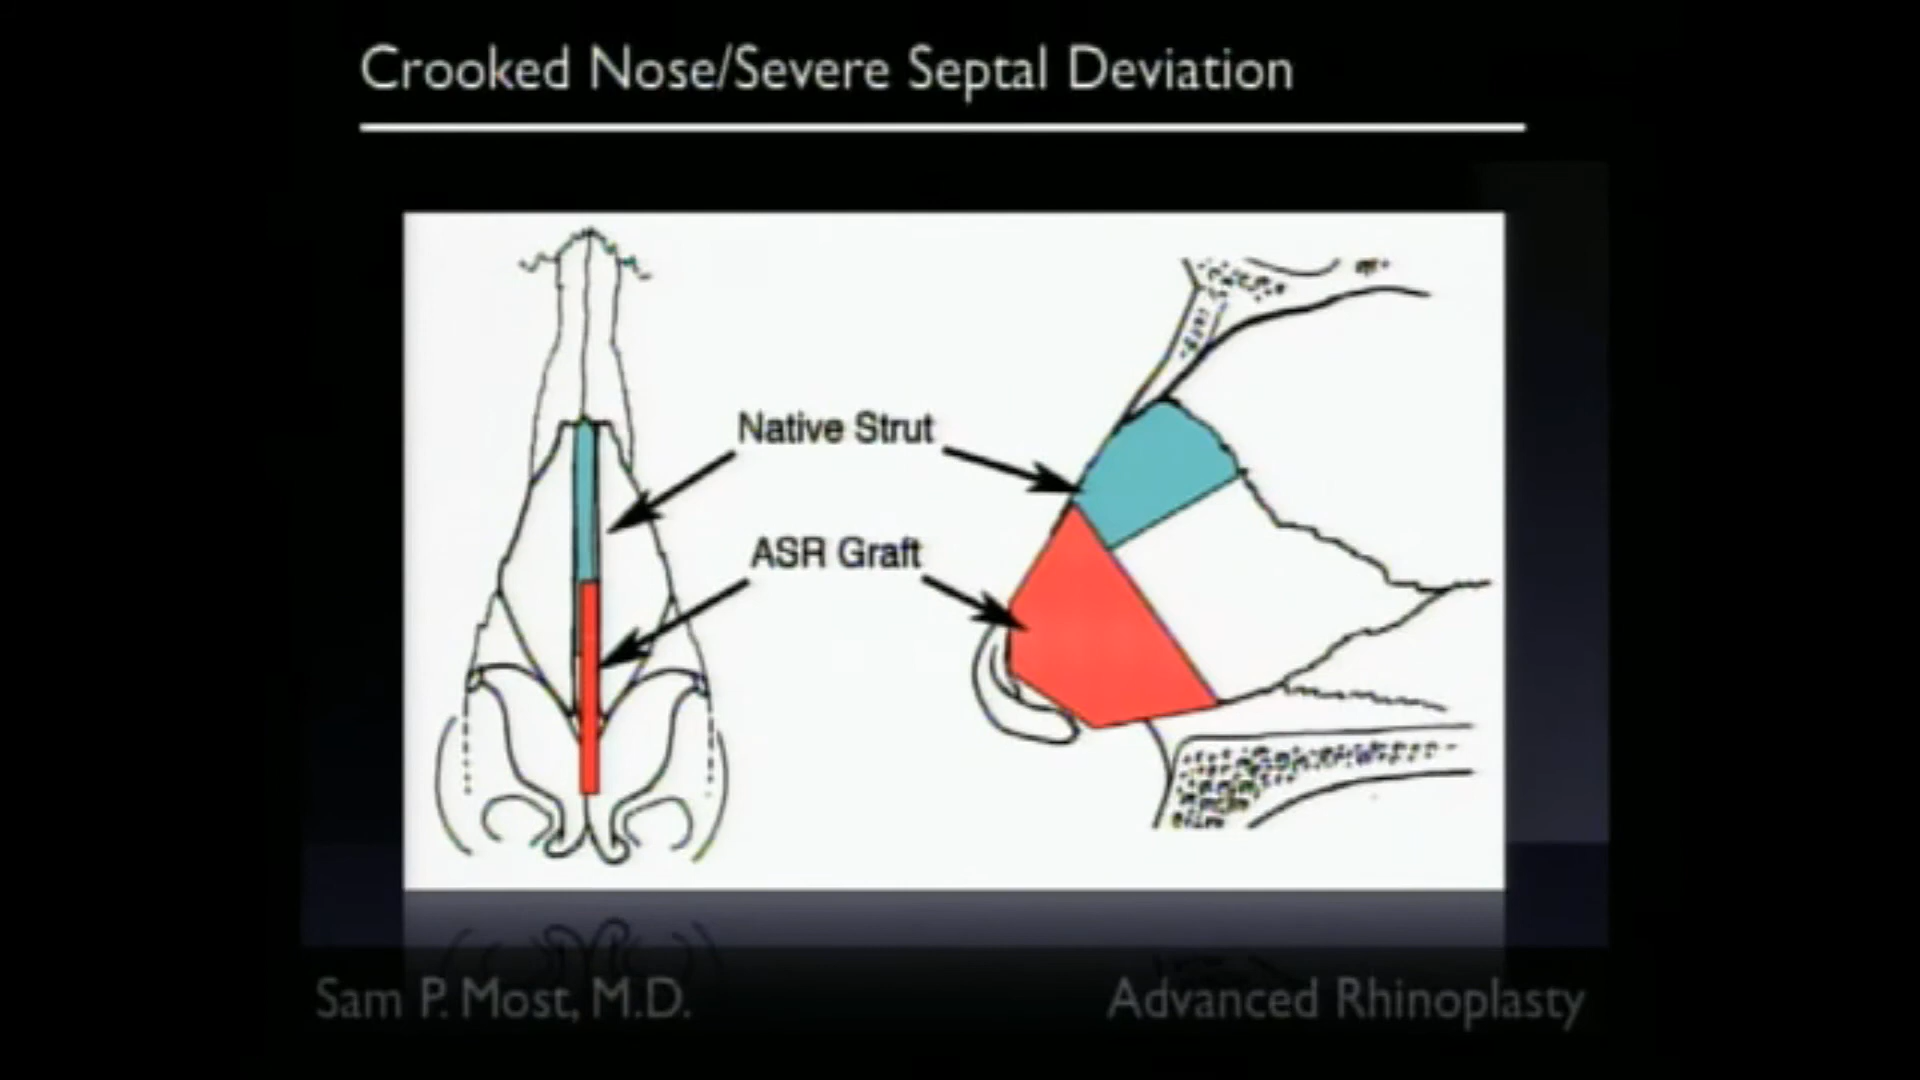 Crooked Nose/Severe Septal Deviation
Native Strut
ASR Graft
Sam P. Most, M.D.
Advanced Rhinoplasty